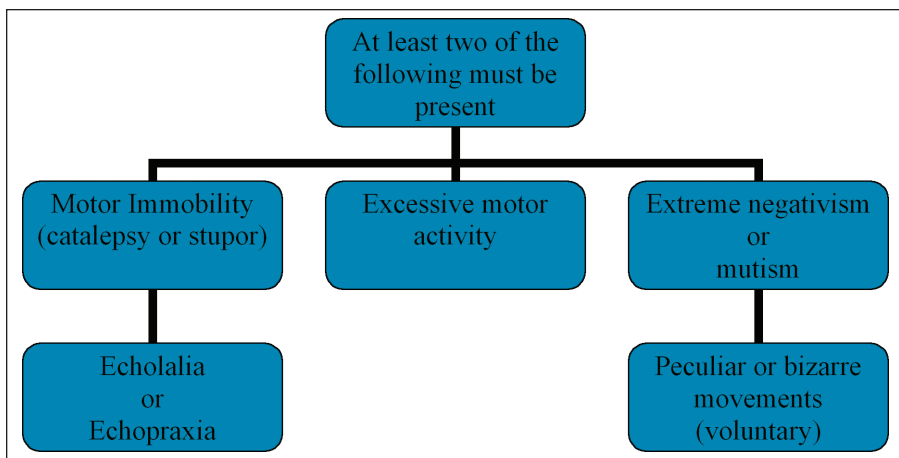 At least two of the
following must be
present
Motor Immobility
(catalepsy or stupor)
Excessive motor
activity
Extreme negativism
or
mutism
Echolalia
or
Echopraxia
Peculiar or bizarre
movements
(voluntary)